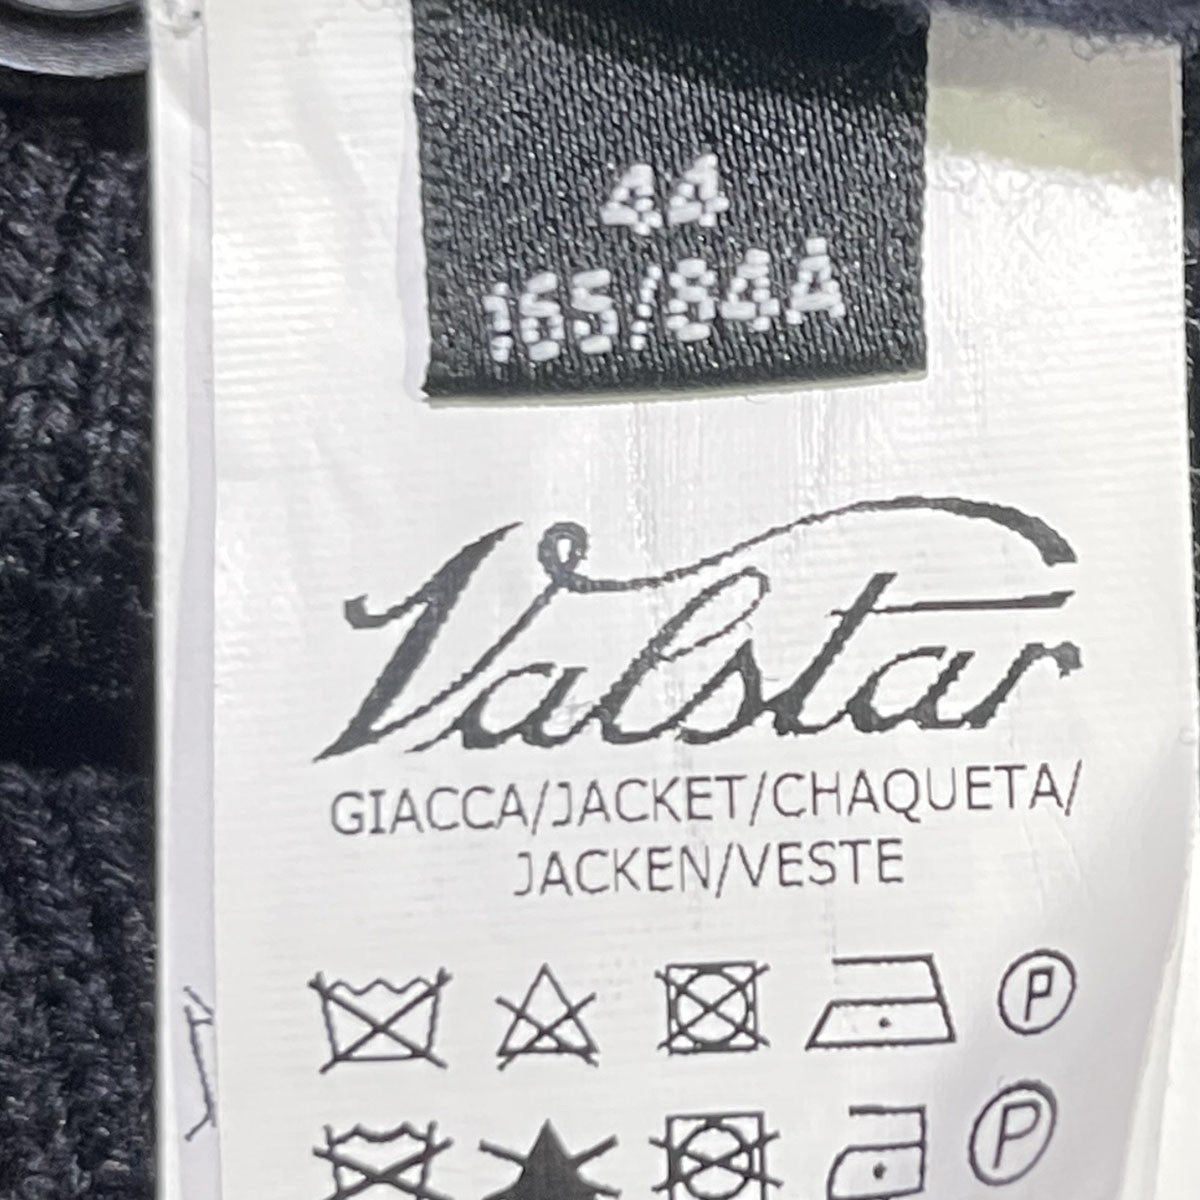 44
165/84A
Valstar
GIACCA/JACKET/CHAQUETA/
JACKEN/VESTE
P
P